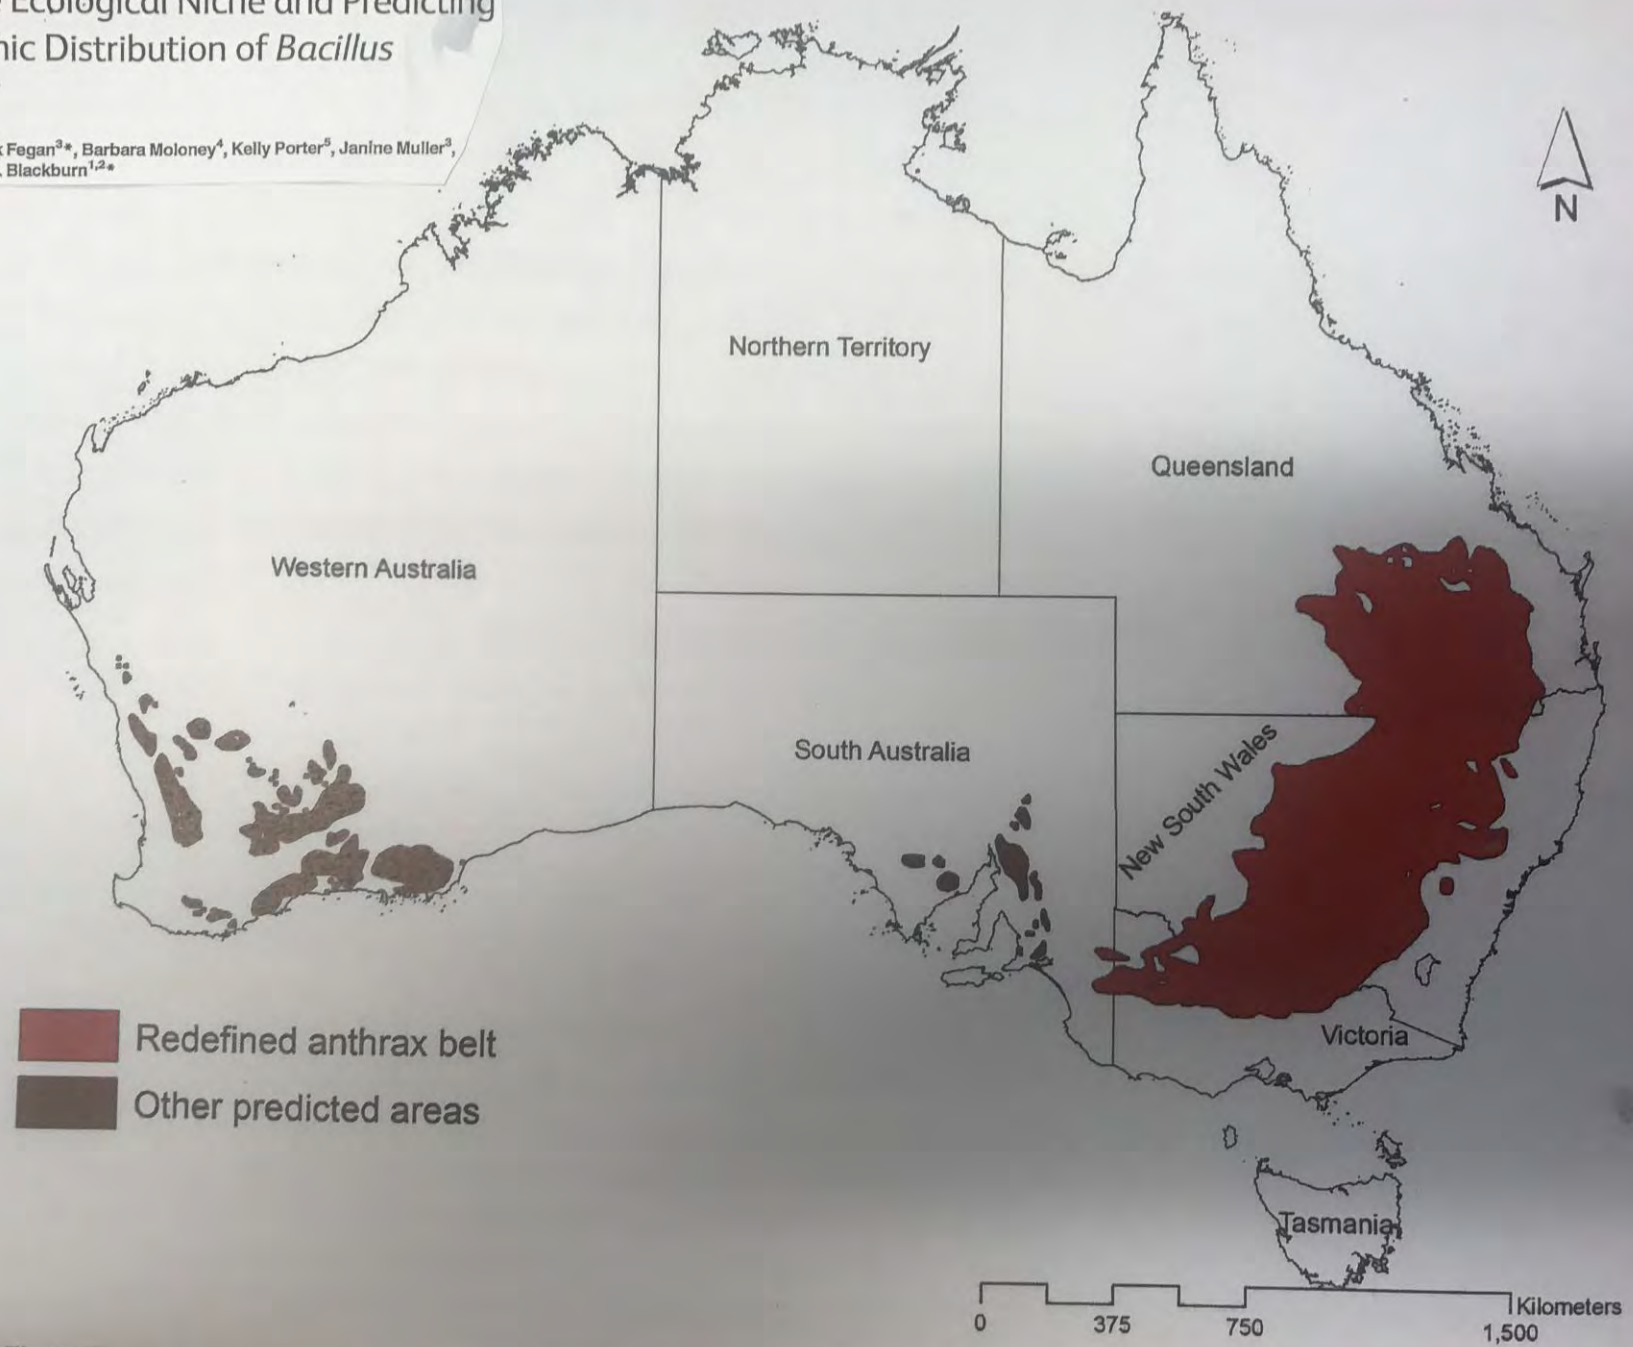 Ecological Niche and Predicting
nic Distribution of Bacillus
Fegan³*, Barbara Moloney⁴, Kelly Porter⁵, Janine Muller³,
Blackburn¹,²*
N
Northern Territory
Queensland
Western Australia
South Australia
New South Wales
Redefined anthrax belt
Other predicted areas
Victoria
Tasmania
Kilometers
0 375 750 1,500